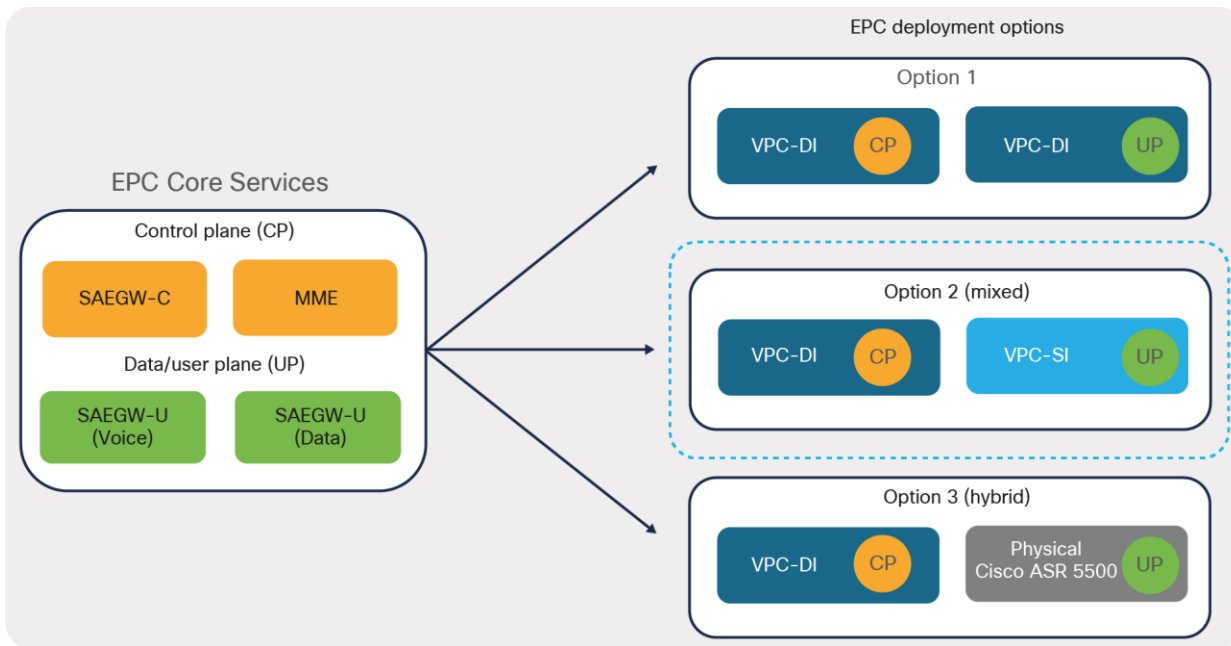 EPC Core Services
Control plane (CP)
SAEGW-C
MME
Data/user plane (UP)
SAEGW-U
(Voice)
SAEGW-U
(Data)
EPC deployment options
Option 1
VPC-DI
CP
VPC-DI
UP
Option 2 (mixed)
VPC-DI
CP
VPC-SI
UP
Option 3 (hybrid)
VPC-DI
CP
Physical
Cisco ASR 5500
UP